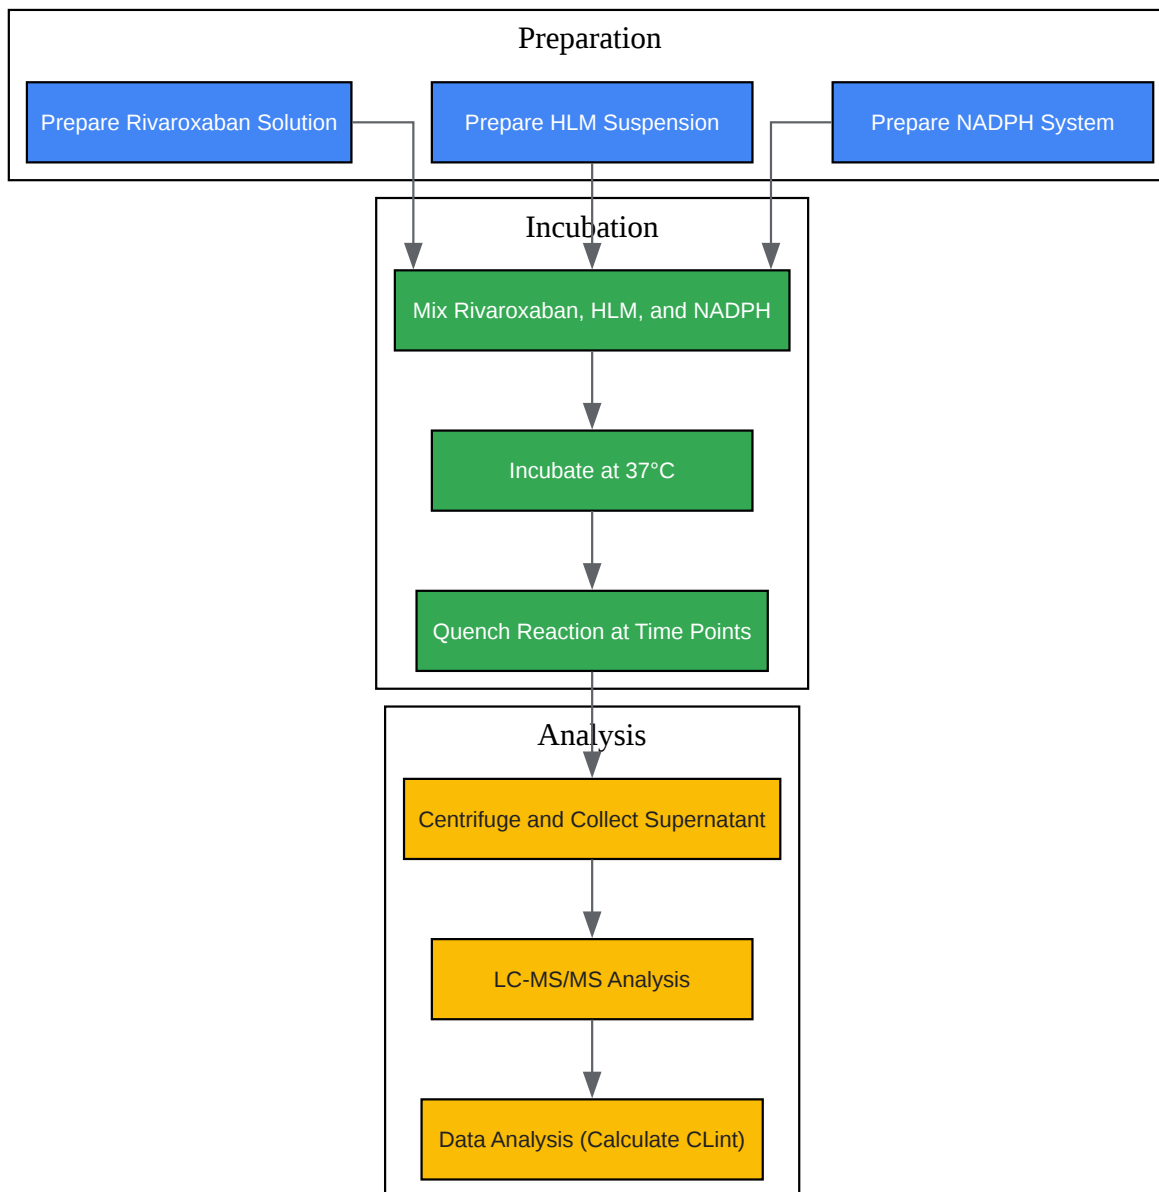 Preparation
Prepare Rivaroxaban Solution
Prepare HLM Suspension
Prepare NADPH System
Incubation
Mix Rivaroxaban, HLM, and NADPH
Incubate at 37°C
Quench Reaction at Time Points
Analysis
Centrifuge and Collect Supernatant
LC-MS/MS Analysis
Data Analysis (Calculate CLint)